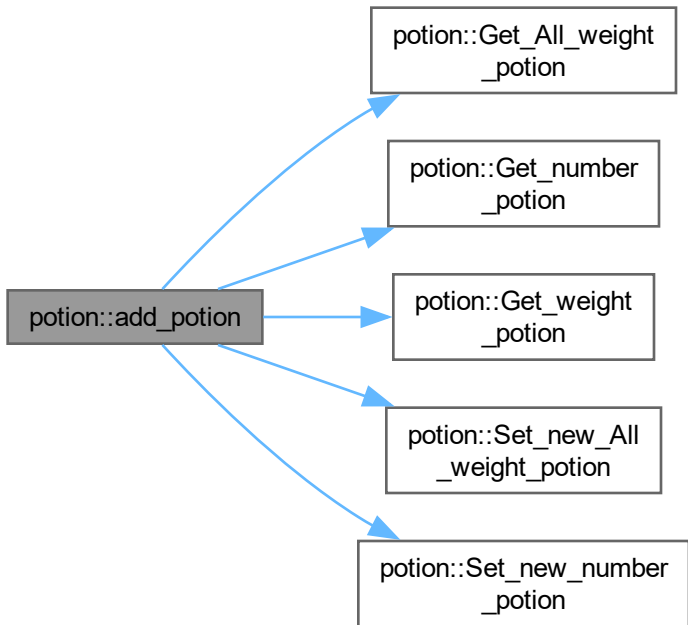 potion::Get_All_weight
_potion
potion::Get_number
_potion
potion::add_potion
potion::Get_weight
_potion
potion::Set_new_All
_weight_potion
potion::Set_new_number
_potion